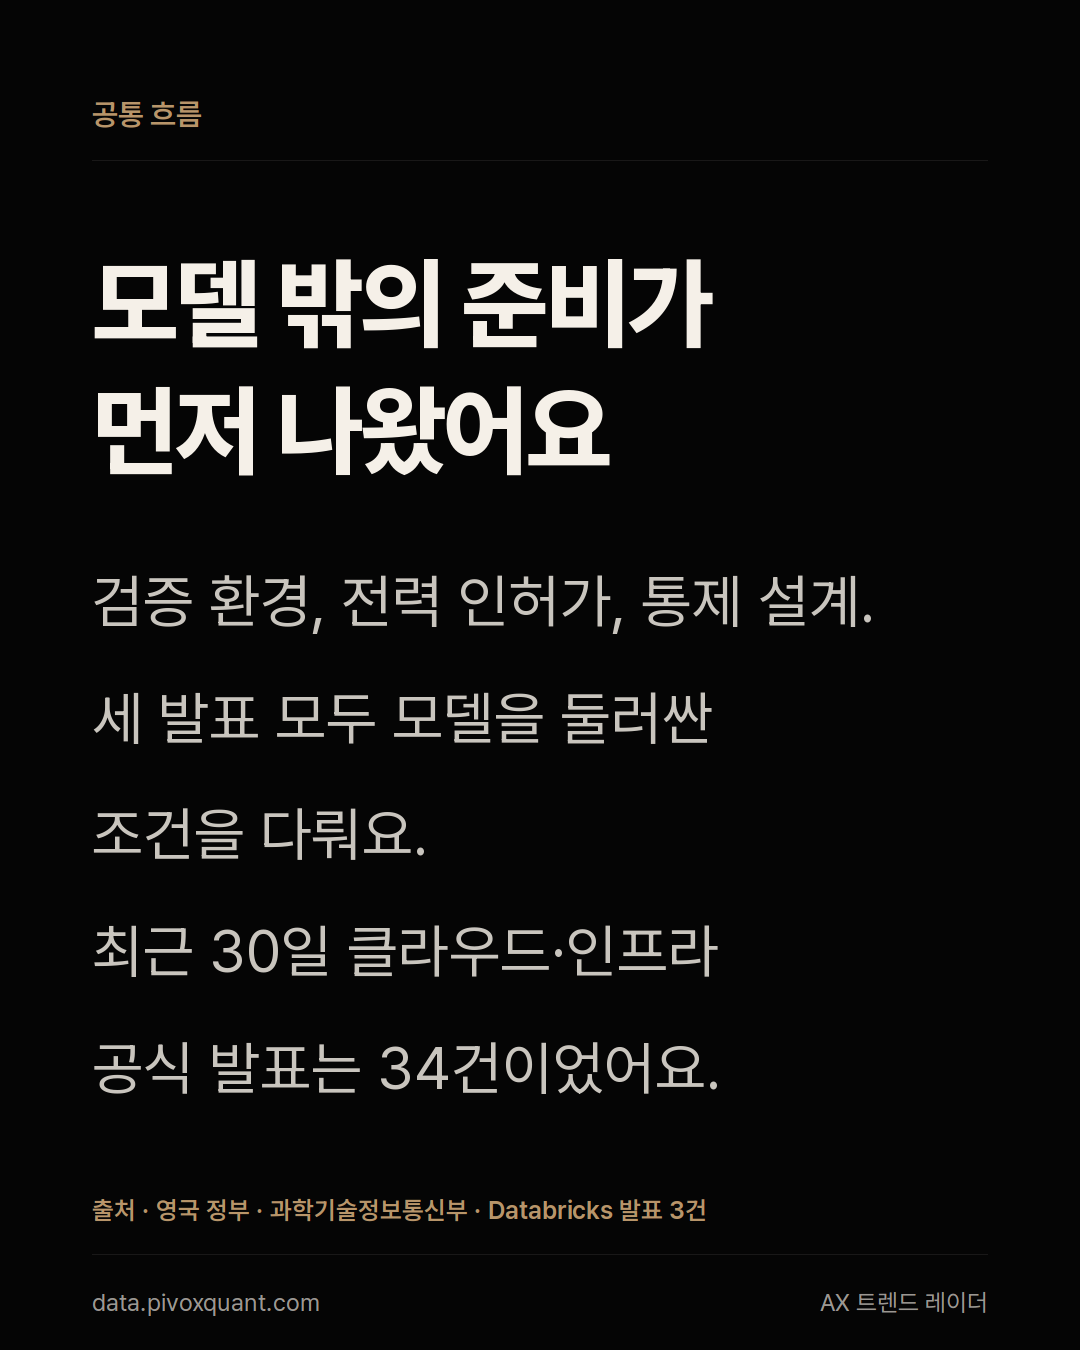 공통 흐름
모델 밖의 준비가
먼저 나왔어요
검증 환경, 전력 인허가, 통제 설계.
세 발표 모두 모델을 둘러싼
조건을 다뤄요.
최근 30일 클라우드·인프라
공식 발표는 34건이었어요.
출처 · 영국 정부 · 과학기술정보통신부 · Databricks 발표 3건
data.pivoxquant.com
AX 트렌드 레이더